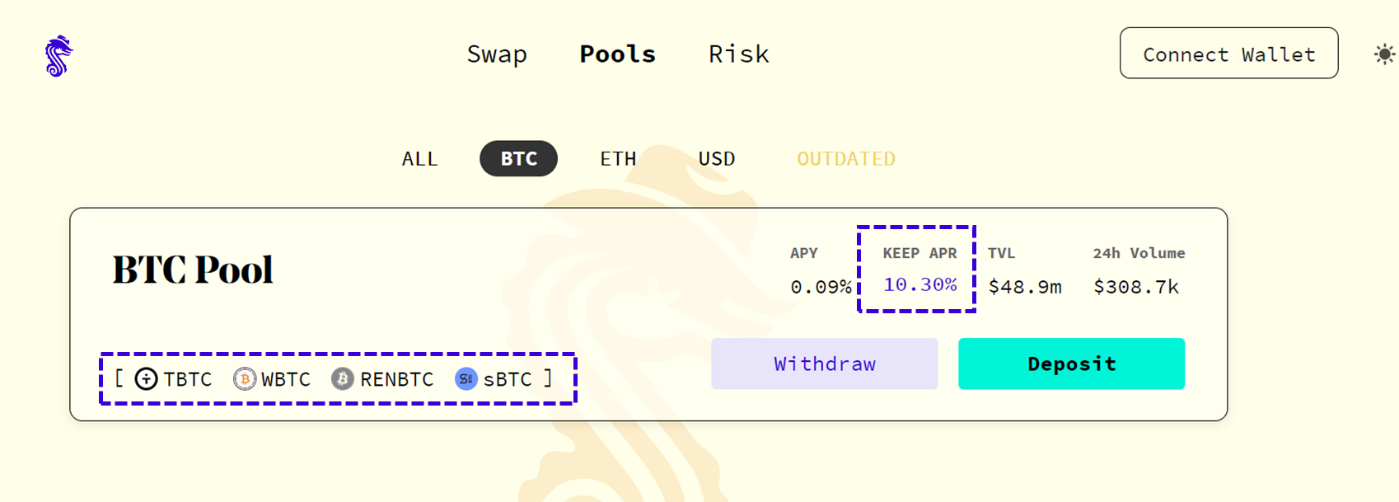 Swap Pools Risk Connect Wallet
ALL BTC ETH USD OUTDATED
BTC Pool
APY KEEP APR TVL 24h Volume
0.09% 10.30% $48.9m $308.7k
[ TBTC WBTC RENBTC sBTC ]
Withdraw Deposit